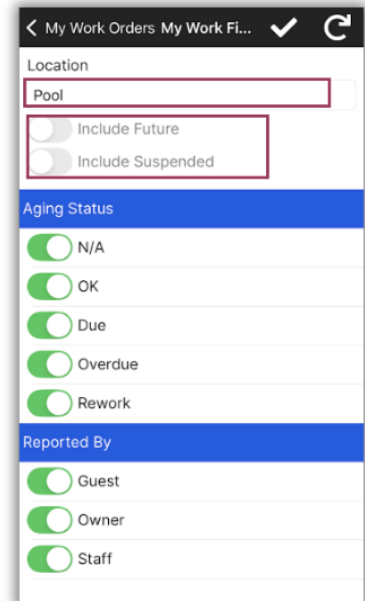 My Work Orders My Work Fi...
Location
Pool
Include Future
Include Suspended
Aging Status
N/A
OK
Due
Overdue
Rework
Reported By
Guest
Owner
Staff